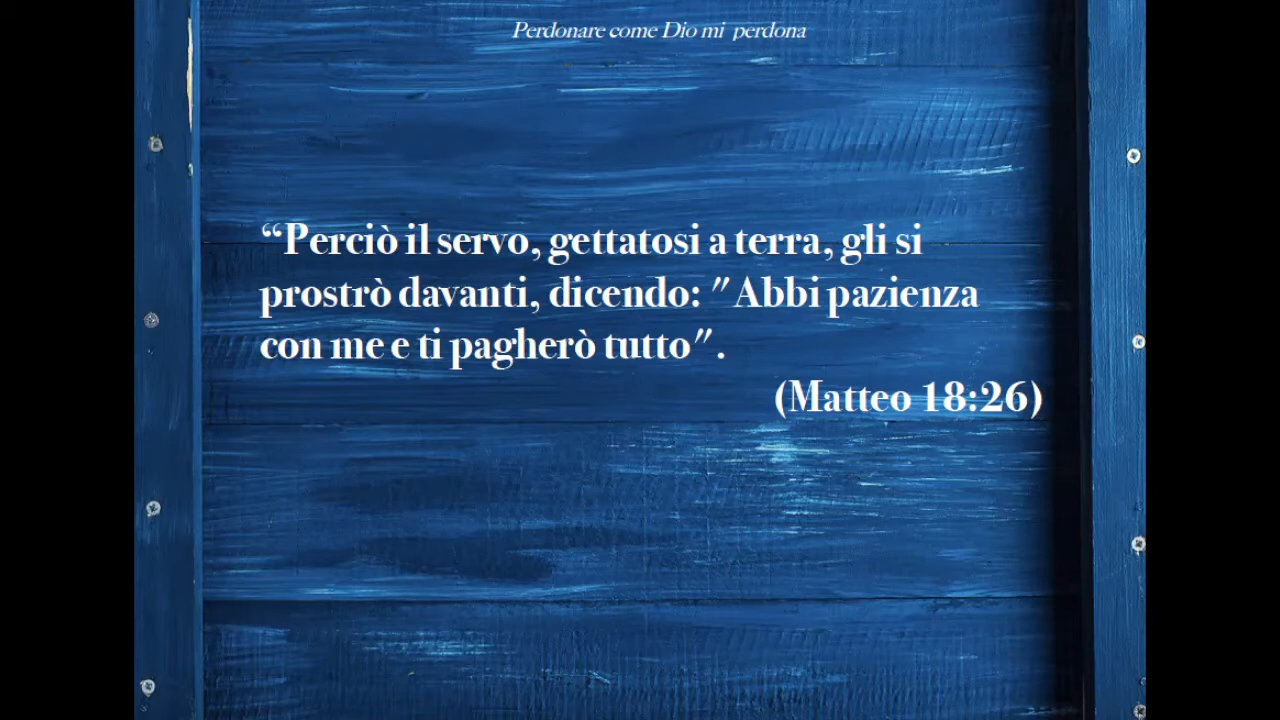 Perdonare come Dio mi perdona
“Perciò il servo, gettatosi a terra, gli si
prostrò davanti, dicendo: "Abbi pazienza
con me e ti pagherò tutto".
(Matteo 18:26)